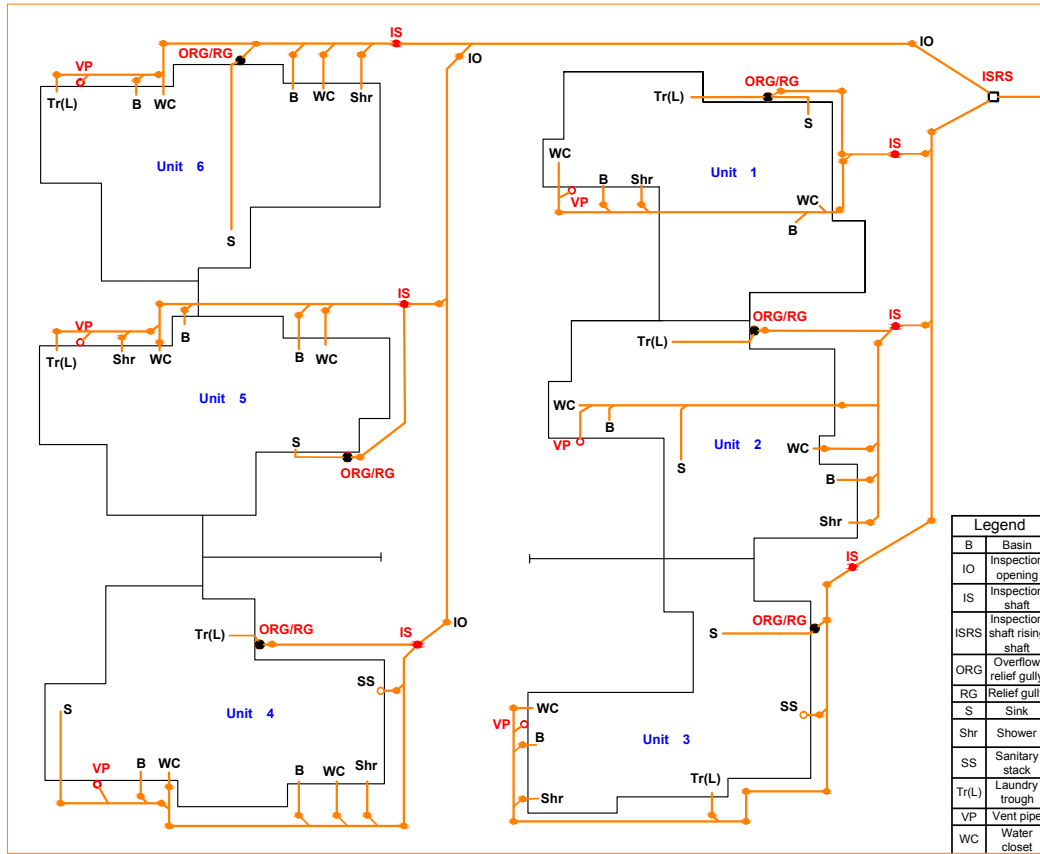 IS
IO
ORG/RG
VP
Tr(L)
B
WC
B
WC
Shr
Unit 6
S
ISRS
ORG/RG
Tr(L)
S
IS
WC
B
Shr
Unit 1
VP
WC
B
IO
IS
VP
B
Tr(L)
Shr
WC
B
WC
Unit 5
S
ORG/RG
ORG/RG
IS
Tr(L)
WC
B
VP
S
Unit 2
WC
B
Shr
IS
IO
Tr(L)
ORG/RG
IS
SS
S
Unit 4
VP
B
WC
B
WC
Shr
ORG/RG
S
SS
WC
VP
B
Unit 3
Tr(L)
Shr
Legend
B Basin
IO Inspection
opening
IS Inspection
shaft
ISRS Inspection
shaft rising
shaft
ORG Overflow
relief gully
RG Relief gully
S Sink
Shr Shower
SS Sanitary
stack
Tr(L) Laundry
trough
VP Vent pipe
WC Water
closet